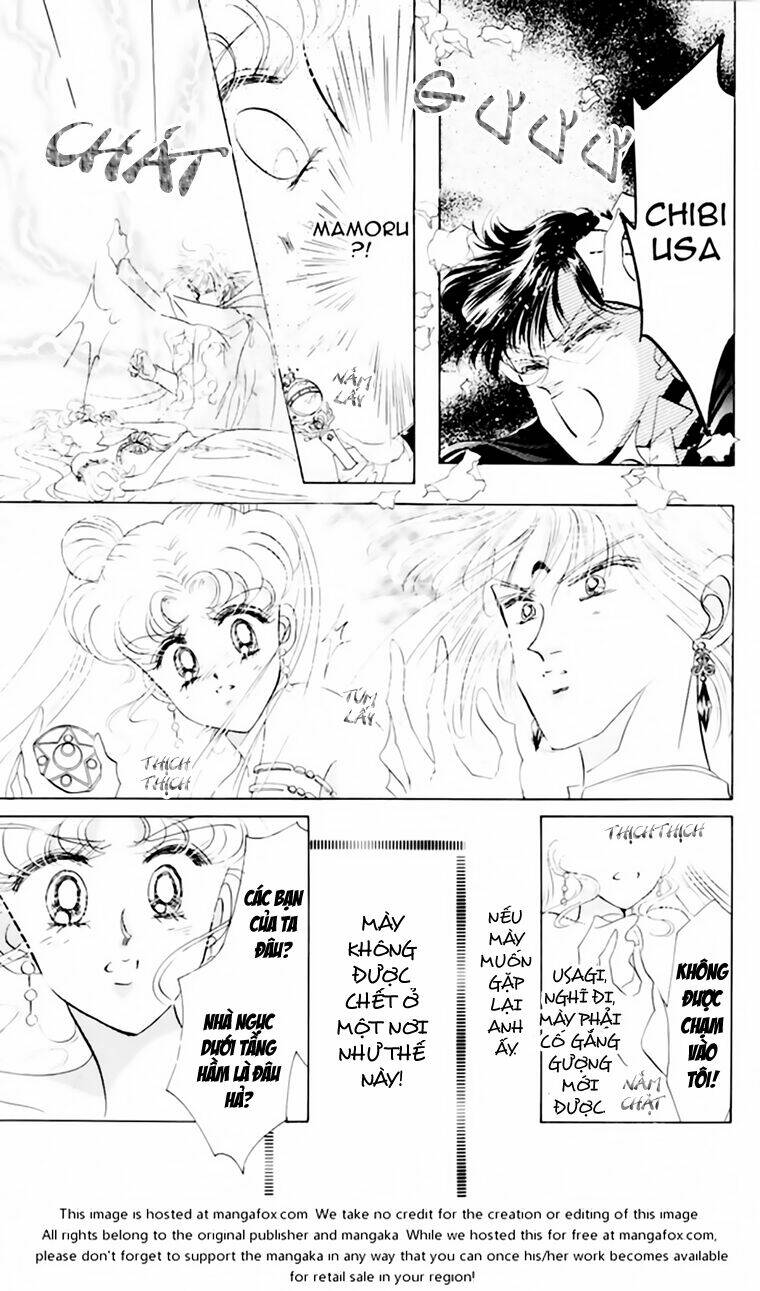 GƯƯƯ
CHIBI
USA
MAMORU
?!
NẮM
LẤY
CHÁT
TÚM
LẤY
THỊCH
THỊCH
THỊCH THỊCH
KHÔNG
ĐƯỢC
CHẠM
VÀO
TÔI!
NẮM
CHẶT
USAGI,
NGHĨ ĐI,
MÀY PHẢI
CỐ GẮNG
GƯỢNG
MỚI
ĐƯỢC
NẾU
MÀY
MUỐN
GẶP
LẠI
ANH
ẤY.
MÀY
KHÔNG
ĐƯỢC
CHẾT Ở
MỘT NƠI
NHƯ THẾ
NÀY!
CÁC BẠN
CỦA TA
ĐÂU?
NHÀ NGỤC
DƯỚI TẦNG
HẦM LÀ ĐÂU
HẢ?
This image is hosted at mangafox.com We take no credit for the creation or editing of this image
All rights belong to the original publisher and mangaka While we hosted this for free at mangafox.com,
please don't forget to support the mangaka in any way that you can once his/her work becomes available
for retail sale in your region!